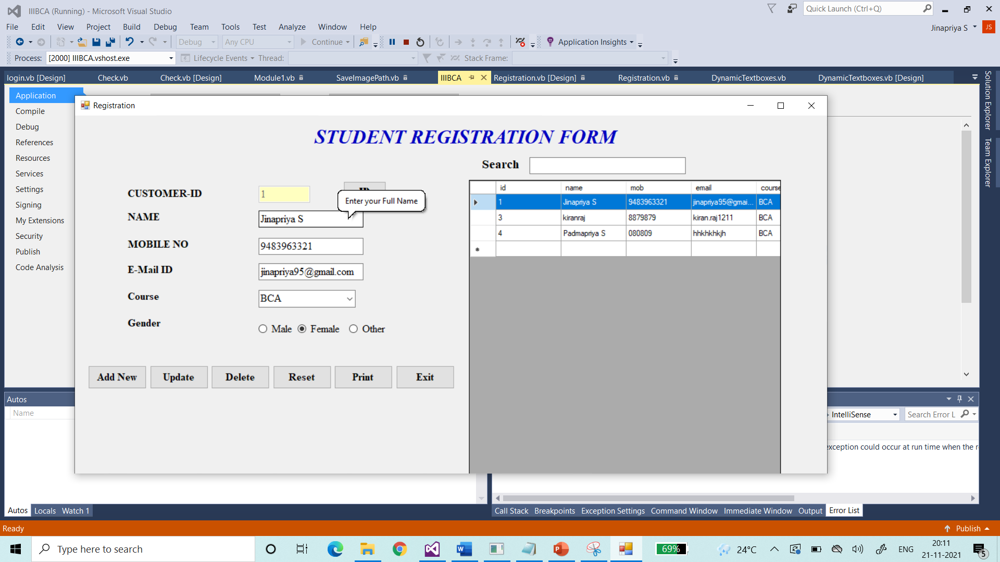 IIIBCA (Running) - Microsoft Visual Studio
Quick Launch (Ctrl+Q)
File Edit View Project Build Debug Team Tools Test Analyze Window Help
Jinapriya S JS
Debug Any CPU Continue Application Insights
Process: [2000] IIIBCA.vshost.exe Lifecycle Events Thread: Stack Frame:
login.vb [Design] Check.vb Check.vb [Design] Module1.vb SaveImagePath.vb IIIBCA Registration.vb [Design] Registration.vb DynamicTextboxes.vb DynamicTextboxes.vb [Design]
Solution Explorer
Team Explorer
Application
Compile
Debug
References
Resources
Services
Settings
Signing
My Extensions
Security
Publish
Code Analysis
Registration
STUDENT REGISTRATION FORM
Search
CUSTOMER-ID 1
Enter your Full Name
NAME Jinapriya S
MOBILE NO 9483963321
E-Mail ID jinapriya95@gmail.com
Course BCA
Gender Male Female Other
Add New Update Delete Reset Print Exit
id name mob email course
1 Jinapriya S 9483963321 jinapriya95@gmai... BCA
3 kiranraj 8879879 kiran.raj1211 BCA
4 Padmapriya S 080809 hhkhkhkjh BCA
Autos
Name
IntelliSense Search Error L
exception could occur at run time when the r
Autos Locals Watch 1
Call Stack Breakpoints Exception Settings Command Window Immediate Window Output Error List
Ready Publish
Type here to search
69% 24°C ENG 20:11
21-11-2021 5